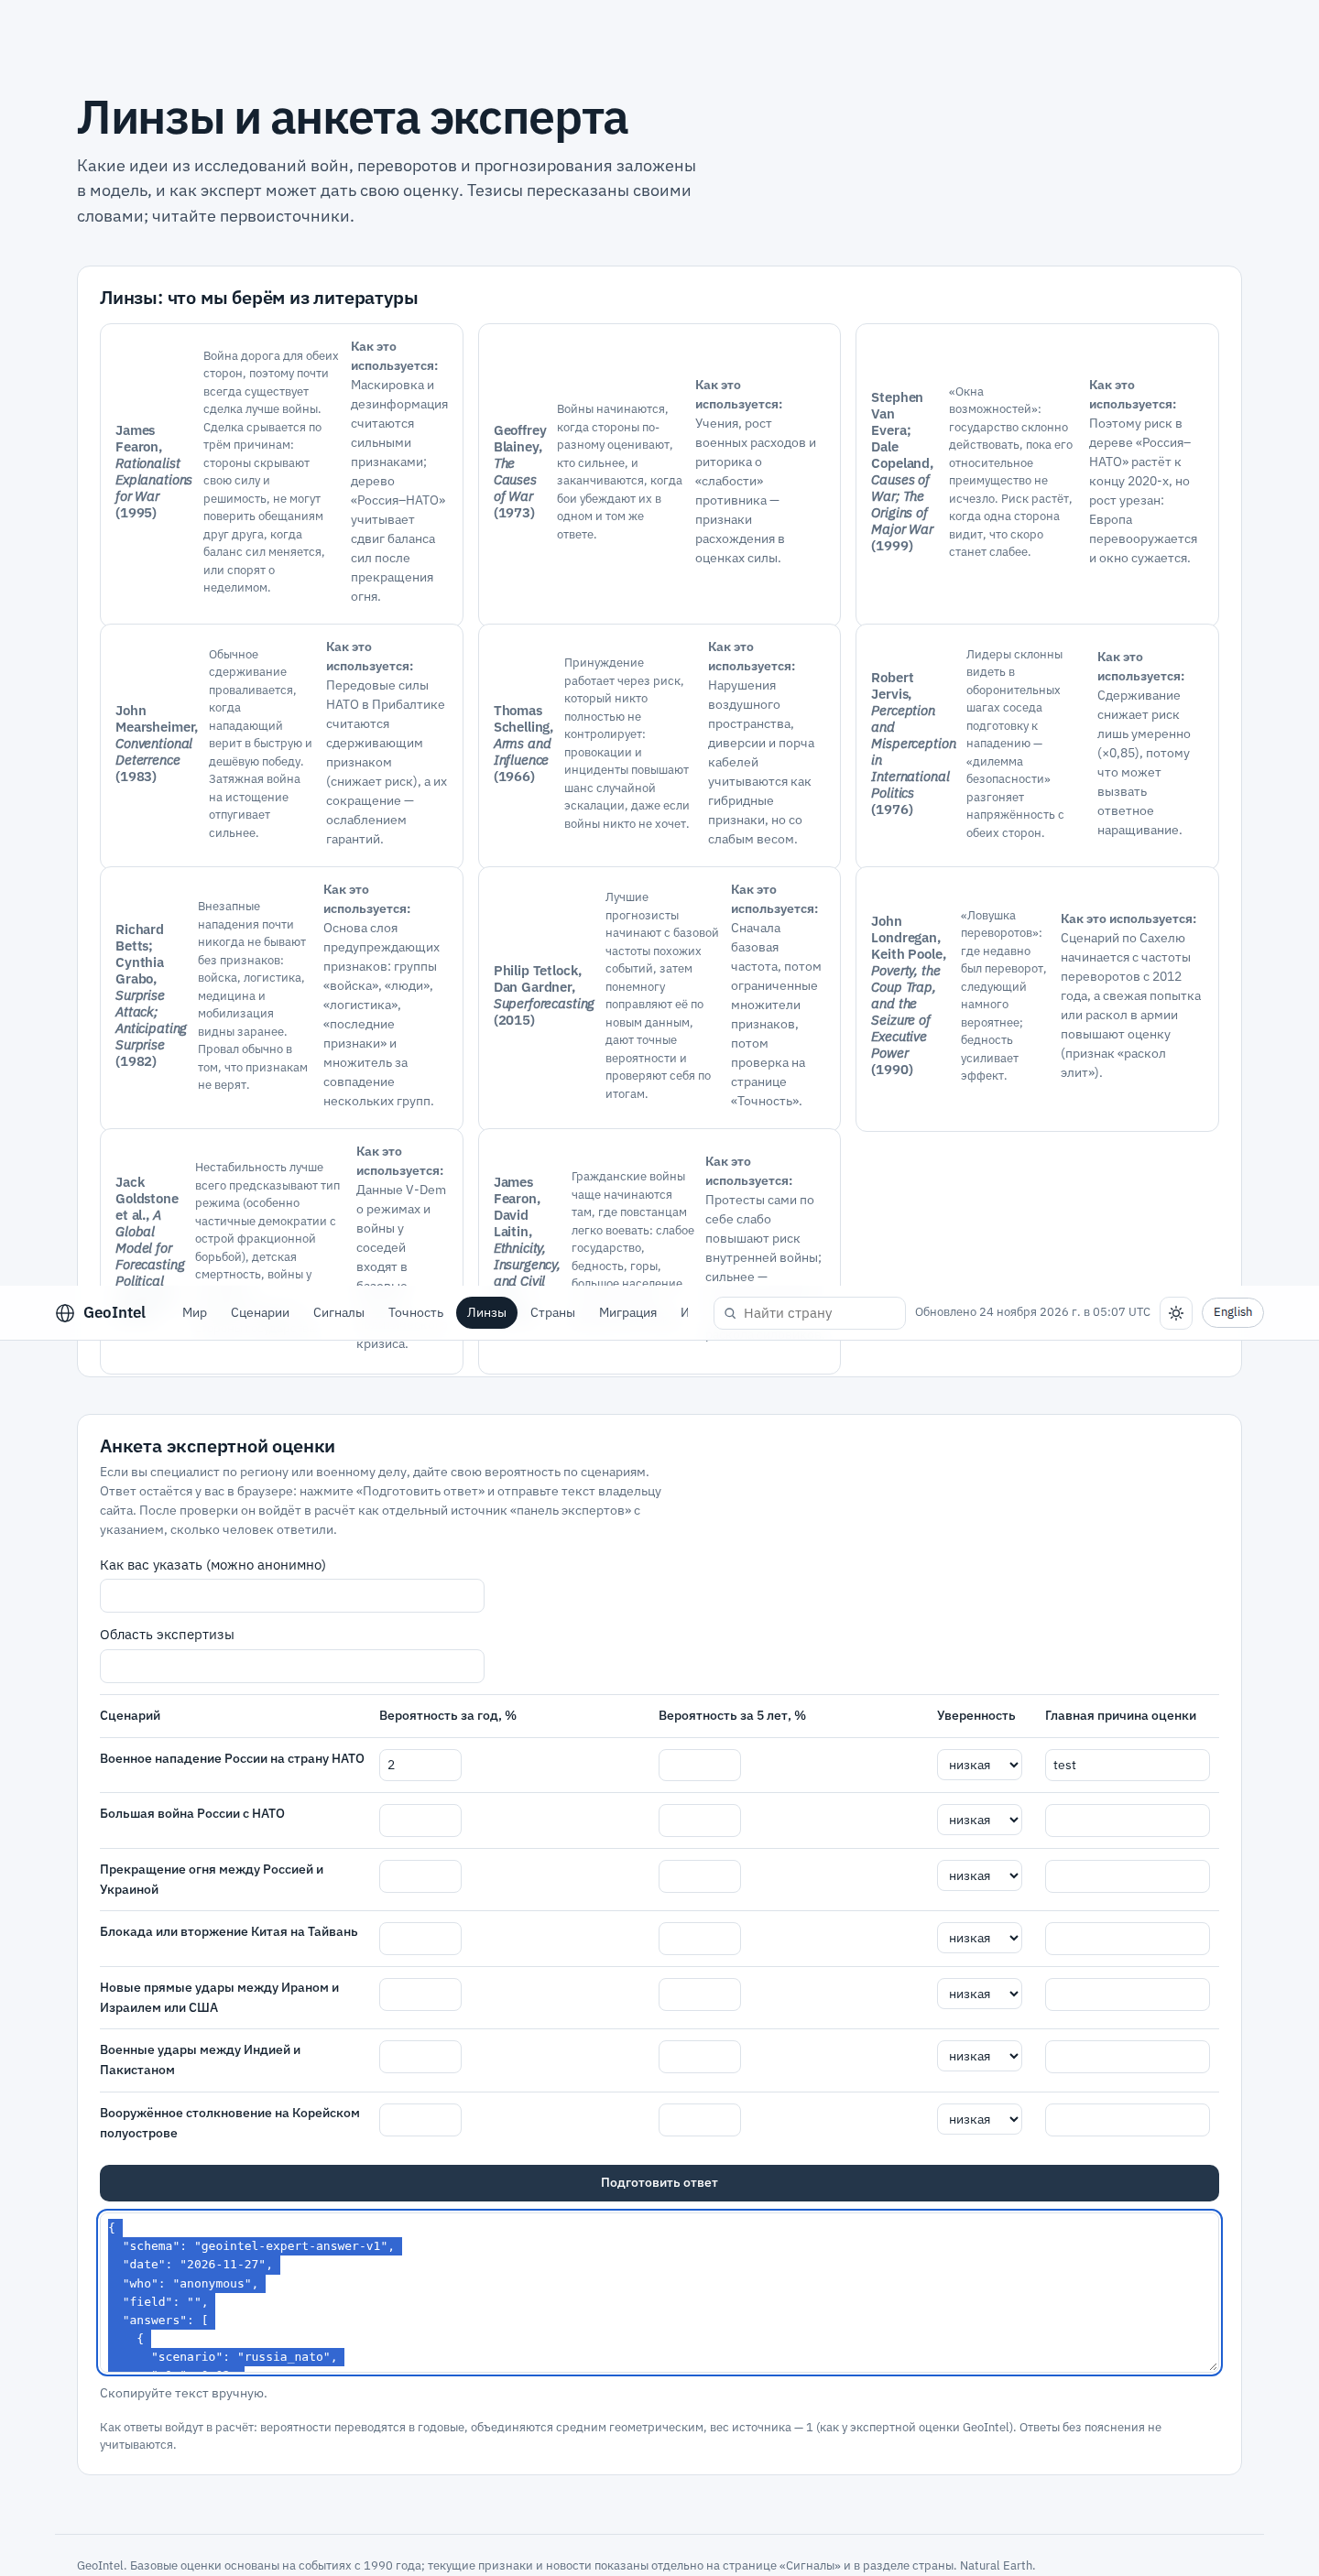 Линзы и анкета эксперта
Какие идеи из исследований войн, переворотов и прогнозирования заложены
в модель, и как эксперт может дать свою оценку. Тезисы пересказаны своими
словами; читайте первоисточники.
Линзы: что мы берём из литературы
James
Fearon,
Rationalist
Explanations
for War
(1995)
Война дорога для обеих
сторон, поэтому почти
всегда существует
сделка лучше войны.
Сделка срывается по
трём причинам:
стороны скрывают
свою силу и
решимость, не могут
поверить обещаниям
друг друга, когда
баланс сил меняется,
или спорят о
неделимом.
Как это
используется:
Маскировка и
дезинформация
считаются
сильными
признаками;
дерево
«Россия–НАТО»
учитывает
сдвиг баланса
сил после
прекращения
огня.
Geoffrey
Blainey,
The
Causes
of War
(1973)
Войны начинаются,
когда стороны по-
разному оценивают,
кто сильнее, и
заканчиваются, когда
бои убеждают их в
одном и том же
ответе.
Как это
используется:
Учения, рост
военных расходов и
риторика о
«слабости»
противника —
признаки
расхождения в
оценках силы.
Stephen
Van
Evera;
Dale
Copeland,
Causes of
War; The
Origins of
Major War
(1999)
«Окна
возможностей»:
государство склонно
действовать, пока его
относительное
преимущество не
исчезло. Риск растёт,
когда одна сторона
видит, что скоро
станет слабее.
Как это
используется:
Поэтому риск в
дереве «Россия–
НАТО» растёт к
концу 2020-х, но
рост урезан:
Европа
перевооружается
и окно сужается.
John
Mearsheimer,
Conventional
Deterrence
(1983)
Обычное
сдерживание
проваливается,
когда
нападающий
верит в быструю и
дешёвую победу.
Затяжная война
на истощение
отпугивает
сильнее.
Как это
используется:
Передовые силы
НАТО в Прибалтике
считаются
сдерживающим
признаком
(снижает риск), а их
сокращение —
ослаблением
гарантий.
Thomas
Schelling,
Arms and
Influence
(1966)
Принуждение
работает через риск,
который никто
полностью не
контролирует:
провокации и
инциденты повышают
шанс случайной
эскалации, даже если
войны никто не хочет.
Как это
используется:
Нарушения
воздушного
пространства,
диверсии и порча
кабелей
учитываются как
гибридные
признаки, но со
слабым весом.
Robert
Jervis,
Perception
and
Misperception
in
International
Politics
(1976)
Лидеры склонны
видеть в
оборонительных
шагах соседа
подготовку к
нападению —
«дилемма
безопасности»
разгоняет
напряжённость с
обеих сторон.
Как это
используется:
Сдерживание
снижает риск
лишь умеренно
(×0,85), потому
что может
вызвать
ответное
наращивание.
Richard
Betts;
Cynthia
Grabo,
Surprise
Attack;
Anticipating
Surprise
(1982)
Внезапные
нападения почти
никогда не бывают
без признаков:
войска, логистика,
медицина и
мобилизация
видны заранее.
Провал обычно в
том, что признакам
не верят.
Как это
используется:
Основа слоя
предупреждающих
признаков: группы
«войска», «люди»,
«логистика»,
«последние
признаки» и
множитель за
совпадение
нескольких групп.
Philip Tetlock,
Dan Gardner,
Superforecasting
(2015)
Лучшие
прогнозисты
начинают с базовой
частоты похожих
событий, затем
понемногу
поправляют её по
новым данным,
дают точные
вероятности и
проверяют себя по
итогам.
Как это
используется:
Сначала
базовая
частота, потом
ограниченные
множители
признаков,
потом
проверка на
странице
«Точность».
John
Londregan,
Keith Poole,
Poverty, the
Coup Trap,
and the
Seizure of
Executive
Power
(1990)
«Ловушка
переворотов»:
где недавно
был переворот,
следующий
намного
вероятнее;
бедность
усиливает
эффект.
Как это используется:
Сценарий по Сахелю
начинается с частоты
переворотов с 2012
года, а свежая попытка
или раскол в армии
повышают оценку
(признак «раскол
элит»).
Jack
Goldstone
et al., A
Global
Model for
Forecasting
Political
Нестабильность лучше
всего предсказывают тип
режима (особенно
частичные демократии с
острой фракционной
борьбой), детская
смертность, войны у
Как это
используется:
Данные V-Dem
о режимах и
войны у
соседей
входят в
кризиса.
James
Fearon,
David
Laitin,
Ethnicity,
Insurgency,
and Civil
Гражданские войны
чаще начинаются
там, где повстанцам
легко воевать: слабое
государство,
бедность, горы,
большое население
Как это
используется:
Протесты сами по
себе слабо
повышают риск
внутренней войны;
сильнее —
GeoIntel
Мир
Сценарии
Сигналы
Точность
Линзы
Страны
Миграция
И
Найти страну
Обновлено 24 ноября 2026 г. в 05:07 UTC
English
Анкета экспертной оценки
Если вы специалист по региону или военному делу, дайте свою вероятность по сценариям.
Ответ остаётся у вас в браузере: нажмите «Подготовить ответ» и отправьте текст владельцу
сайта. После проверки он войдёт в расчёт как отдельный источник «панель экспертов» с
указанием, сколько человек ответили.
Как вас указать (можно анонимно)
Область экспертизы
Сценарий Вероятность за год, % Вероятность за 5 лет, % Уверенность Главная причина оценки
Военное нападение России на страну НАТО 2 низкая test
Большая война России с НАТО низкая
Прекращение огня между Россией и
Украиной
низкая
Блокада или вторжение Китая на Тайвань низкая
Новые прямые удары между Ираном и
Израилем или США
низкая
Военные удары между Индией и
Пакистаном
низкая
Вооружённое столкновение на Корейском
полуострове
низкая
Подготовить ответ
{
"schema": "geointel-expert-answer-v1",
"date": "2026-11-27",
"who": "anonymous",
"field": "",
"answers": [
{
"scenario": "russia_nato",
Скопируйте текст вручную.
Как ответы войдут в расчёт: вероятности переводятся в годовые, объединяются средним геометрическим, вес источника — 1 (как у экспертной оценки GeoIntel). Ответы без пояснения не
учитываются.
GeoIntel. Базовые оценки основаны на событиях с 1990 года; текущие признаки и новости показаны отдельно на странице «Сигналы» и в разделе страны. Natural Earth.